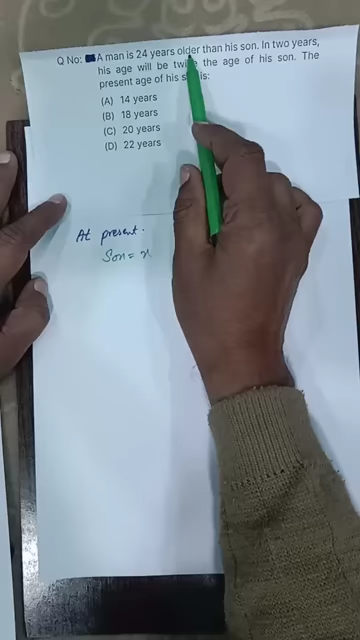 Q No: A man is 24 years older than his son. In two years,
his age will be twice the age of his son. The
present age of his is:
(A) 14 years
(B) 18 years
(C) 20 years
(D) 22 years
At present.
Son = x